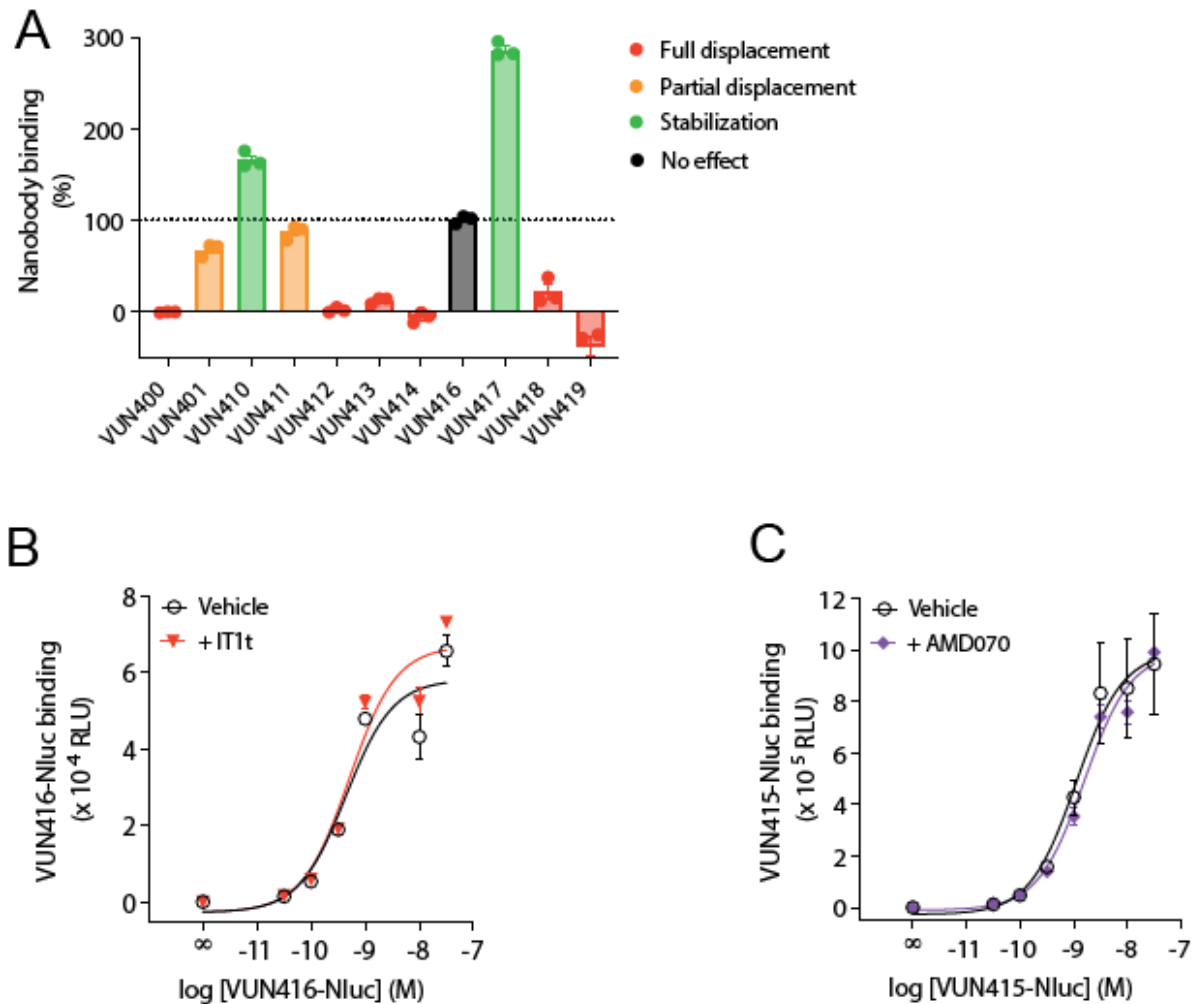 A
Nanobody binding
(%)
300
200
100
0
VUN400
VUN401
VUN410
VUN411
VUN412
VUN413
VUN414
VUN416
VUN417
VUN418
VUN419
Full displacement
Partial displacement
Stabilization
No effect
B
VUN416-Nluc binding
(x 10⁴ RLU)
8
6
4
2
0
Vehicle
+ IT1t
∞ -11 -10 -9 -8 -7
log [VUN416-Nluc] (M)
C
VUN415-Nluc binding
(x 10⁵ RLU)
12
10
8
6
4
2
0
Vehicle
+ AMD070
∞ -11 -10 -9 -8 -7
log [VUN415-Nluc] (M)